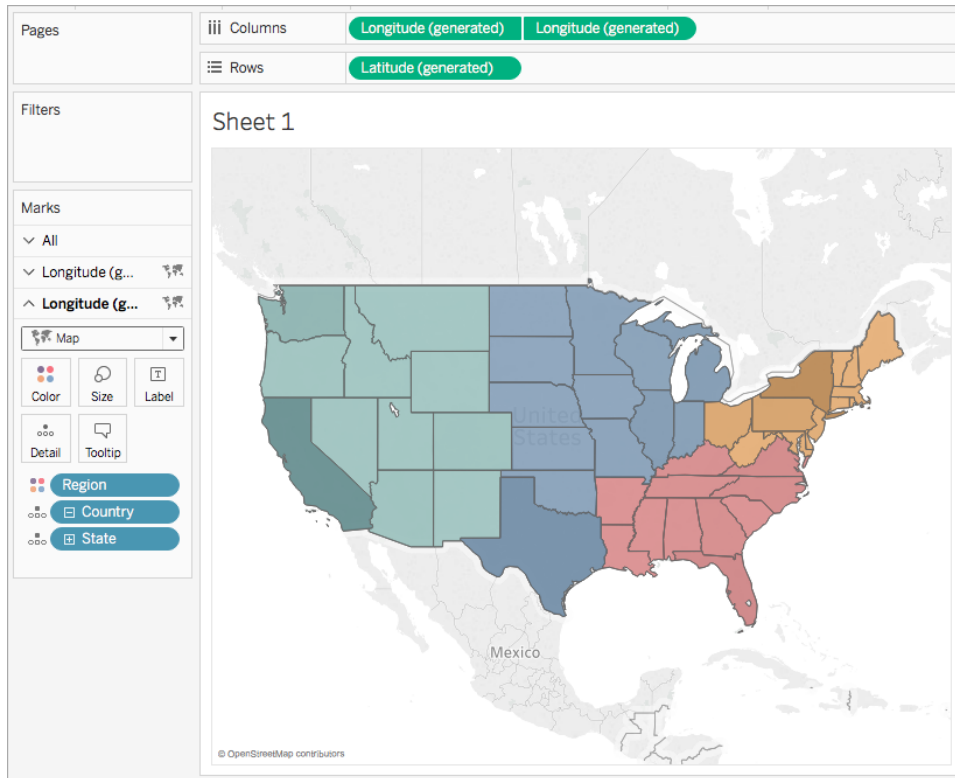 Pages
Columns
Longitude (generated) Longitude (generated)
Rows
Latitude (generated)
Filters
Sheet 1
Marks
All
Longitude (g...
Longitude (g...
Map
Color
Size
Label
Detail
Tooltip
Region
Country
State
United
States
Mexico
© OpenStreetMap contributors